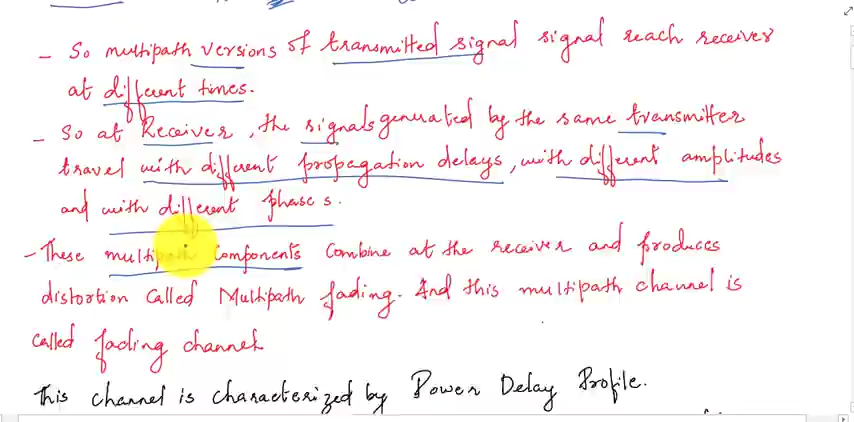 - So multipath versions of transmitted signal signal reach receiver
at different times.
- So at Receiver, the signals generated by the same transmitter
travel with different propagation delays, with different amplitudes
and with different phases.
- These multipath Components Combine at the receiver and produces
distortion called Multipath fading. And this multipath channel is
called fading channel
This channel is characterized by Power Delay Profile.